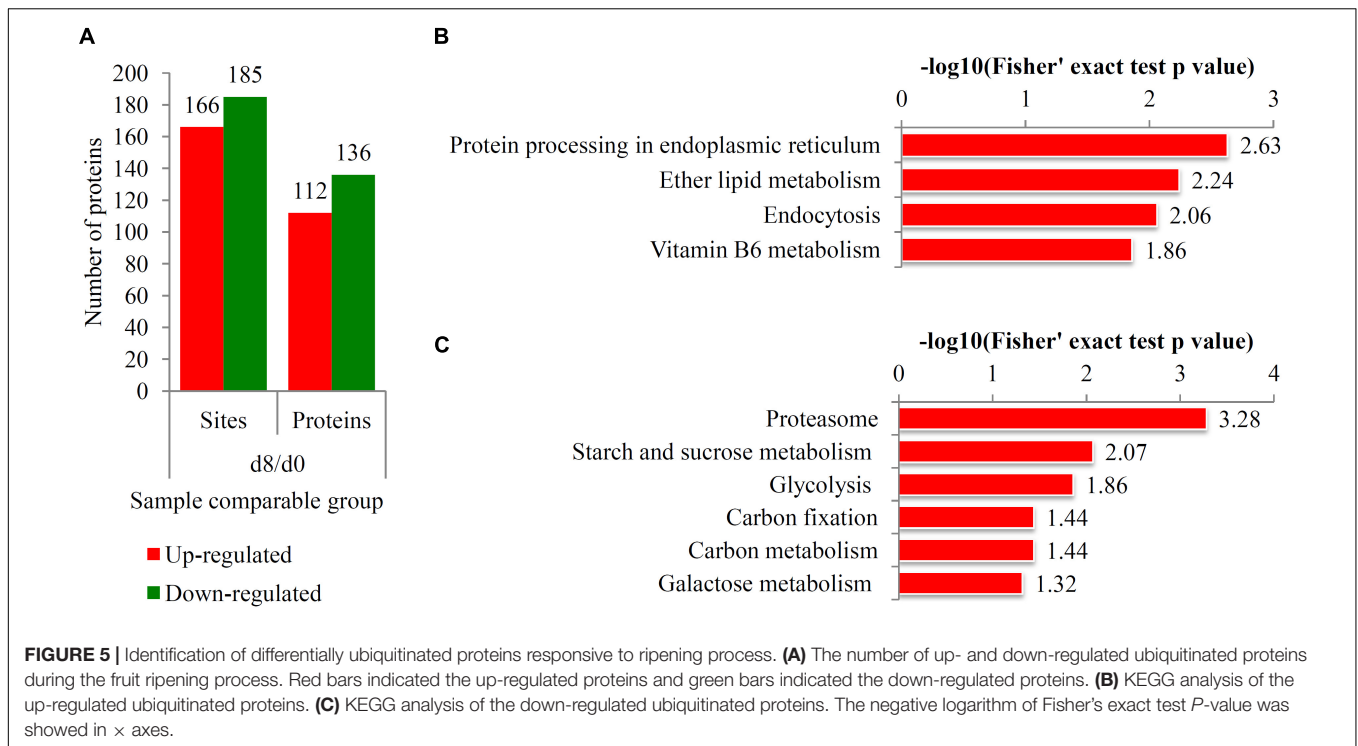 A
200
180
160
140
120
100
80
60
40
20
0
Number of proteins
166
185
112
136
Sites
Proteins
d8/d0
Sample comparable group
Up-regulated
Down-regulated
B
-log10(Fisher' exact test p value)
0 1 2 3
Protein processing in endoplasmic reticulum 2.63
Ether lipid metabolism 2.24
Endocytosis 2.06
Vitamin B6 metabolism 1.86
C
-log10(Fisher' exact test p value)
0 1 2 3 4
Proteasome 3.28
Starch and sucrose metabolism 2.07
Glycolysis 1.86
Carbon fixation 1.44
Carbon metabolism 1.44
Galactose metabolism 1.32
FIGURE 5 | Identification of differentially ubiquitinated proteins responsive to ripening process. (A) The number of up- and down-regulated ubiquitinated proteins
during the fruit ripening process. Red bars indicated the up-regulated proteins and green bars indicated the down-regulated proteins. (B) KEGG analysis of the
up-regulated ubiquitinated proteins. (C) KEGG analysis of the down-regulated ubiquitinated proteins. The negative logarithm of Fisher's exact test P-value was
showed in × axes.